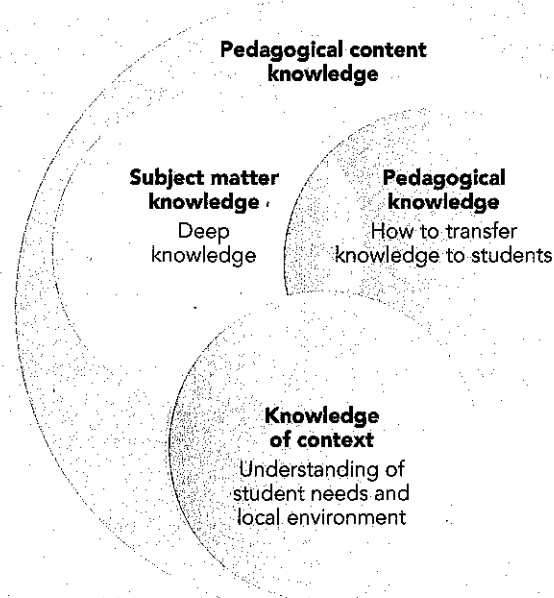 Pedagogical content
knowledge
Subject matter
knowledge
Deep
knowledge
Pedagogical
knowledge
How to transfer
knowledge to students
Knowledge
of context
Understanding of
student needs and
local environment